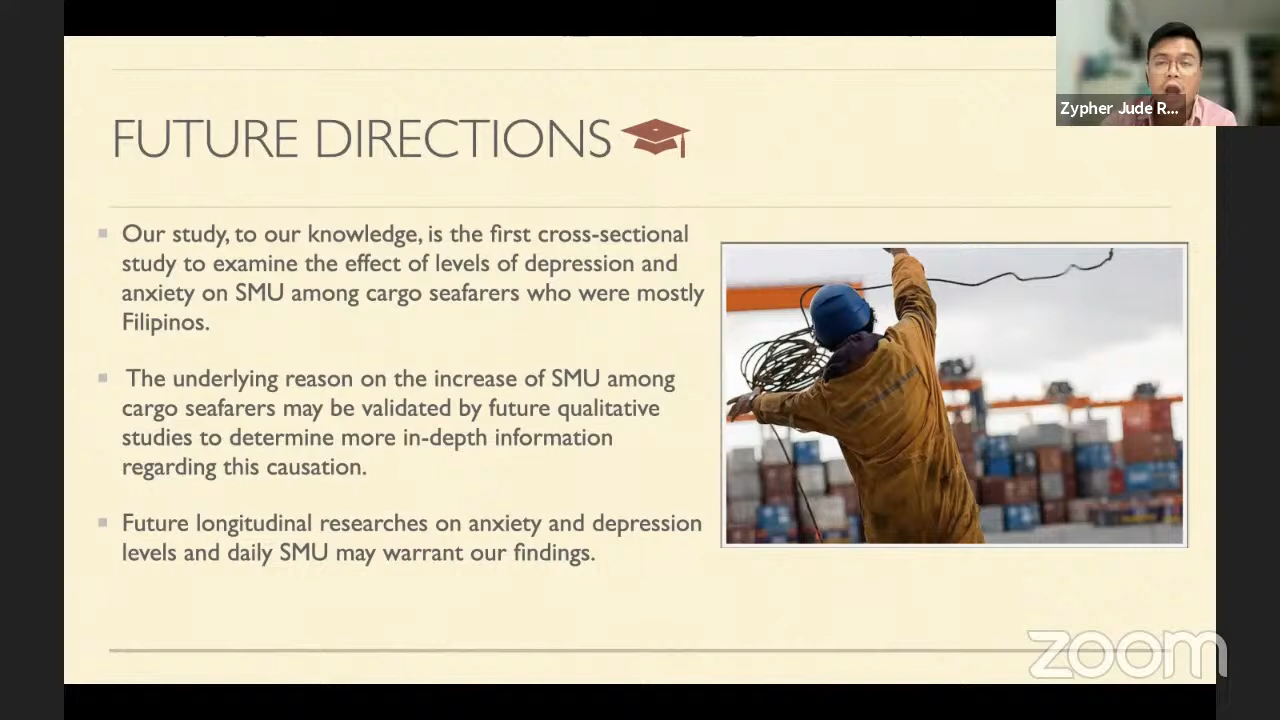 Zypher Jude R...
FUTURE DIRECTIONS
Our study, to our knowledge, is the first cross-sectional
study to examine the effect of levels of depression and
anxiety on SMU among cargo seafarers who were mostly
Filipinos.
The underlying reason on the increase of SMU among
cargo seafarers may be validated by future qualitative
studies to determine more in-depth information
regarding this causation.
Future longitudinal researches on anxiety and depression
levels and daily SMU may warrant our findings.
zoom